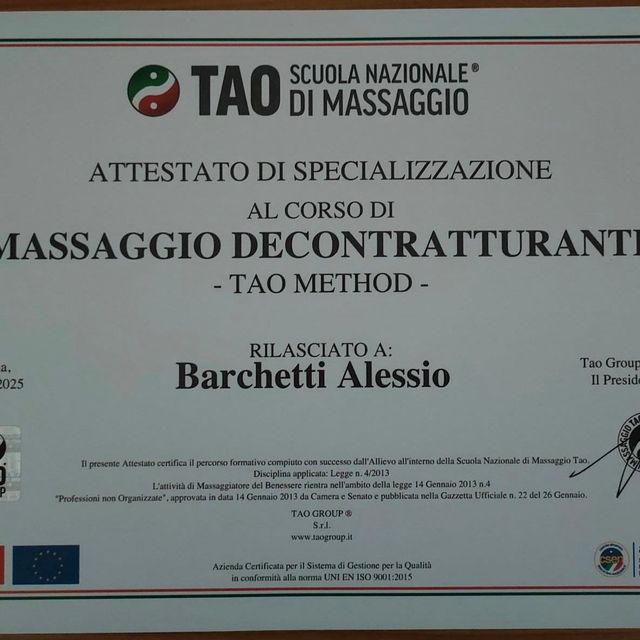 TAO SCUOLA NAZIONALE®
DI MASSAGGIO
ATTESTATO DI SPECIALIZZAZIONE
AL CORSO DI
MASSAGGIO DECONTRATTURANTE
- TAO METHOD -
RILASCIATO A:
Barchetti Alessio
a,
2025
Tao Group
Il Presid
Il presente Attestato certifica il percorso formativo compiuto con successo dall'Allievo all'interno della Scuola Nazionale di Massaggio Tao.
Disciplina applicata: Legge n. 4/2013
L'attività di Massaggiatore del Benessere rientra nell'ambito della legge 14 Gennaio 2013 n.4
"Professioni non Organizzate", approvata in data 14 Gennaio 2013 da Camera e Senato e pubblicata nella Gazzetta Ufficiale n. 22 del 26 Gennaio.
TAO GROUP ®
S.r.l.
www.taogroup.it
Azienda Certificata per il Sistema di Gestione per la Qualità
in conformità alla norma UNI EN ISO 9001:2015
csen